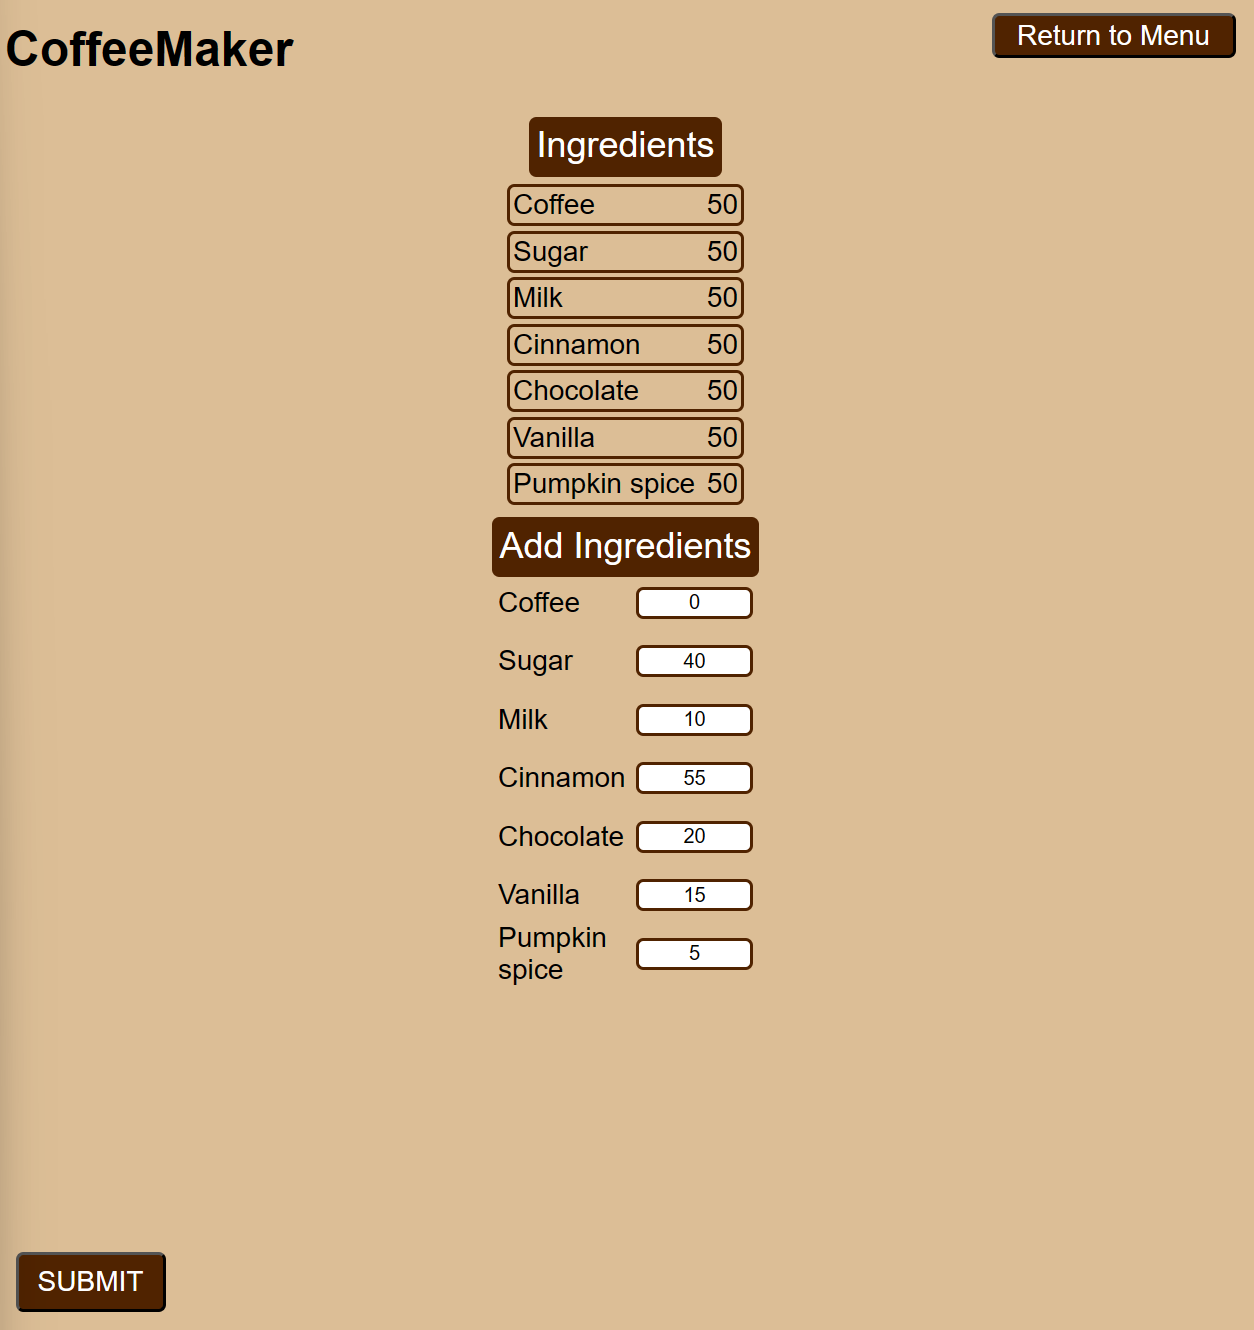 CoffeeMaker
Return to Menu
Ingredients
Coffee 50
Sugar 50
Milk 50
Cinnamon 50
Chocolate 50
Vanilla 50
Pumpkin spice 50
Add Ingredients
Coffee 0
Sugar 40
Milk 10
Cinnamon 55
Chocolate 20
Vanilla 15
Pumpkin
spice 5
SUBMIT